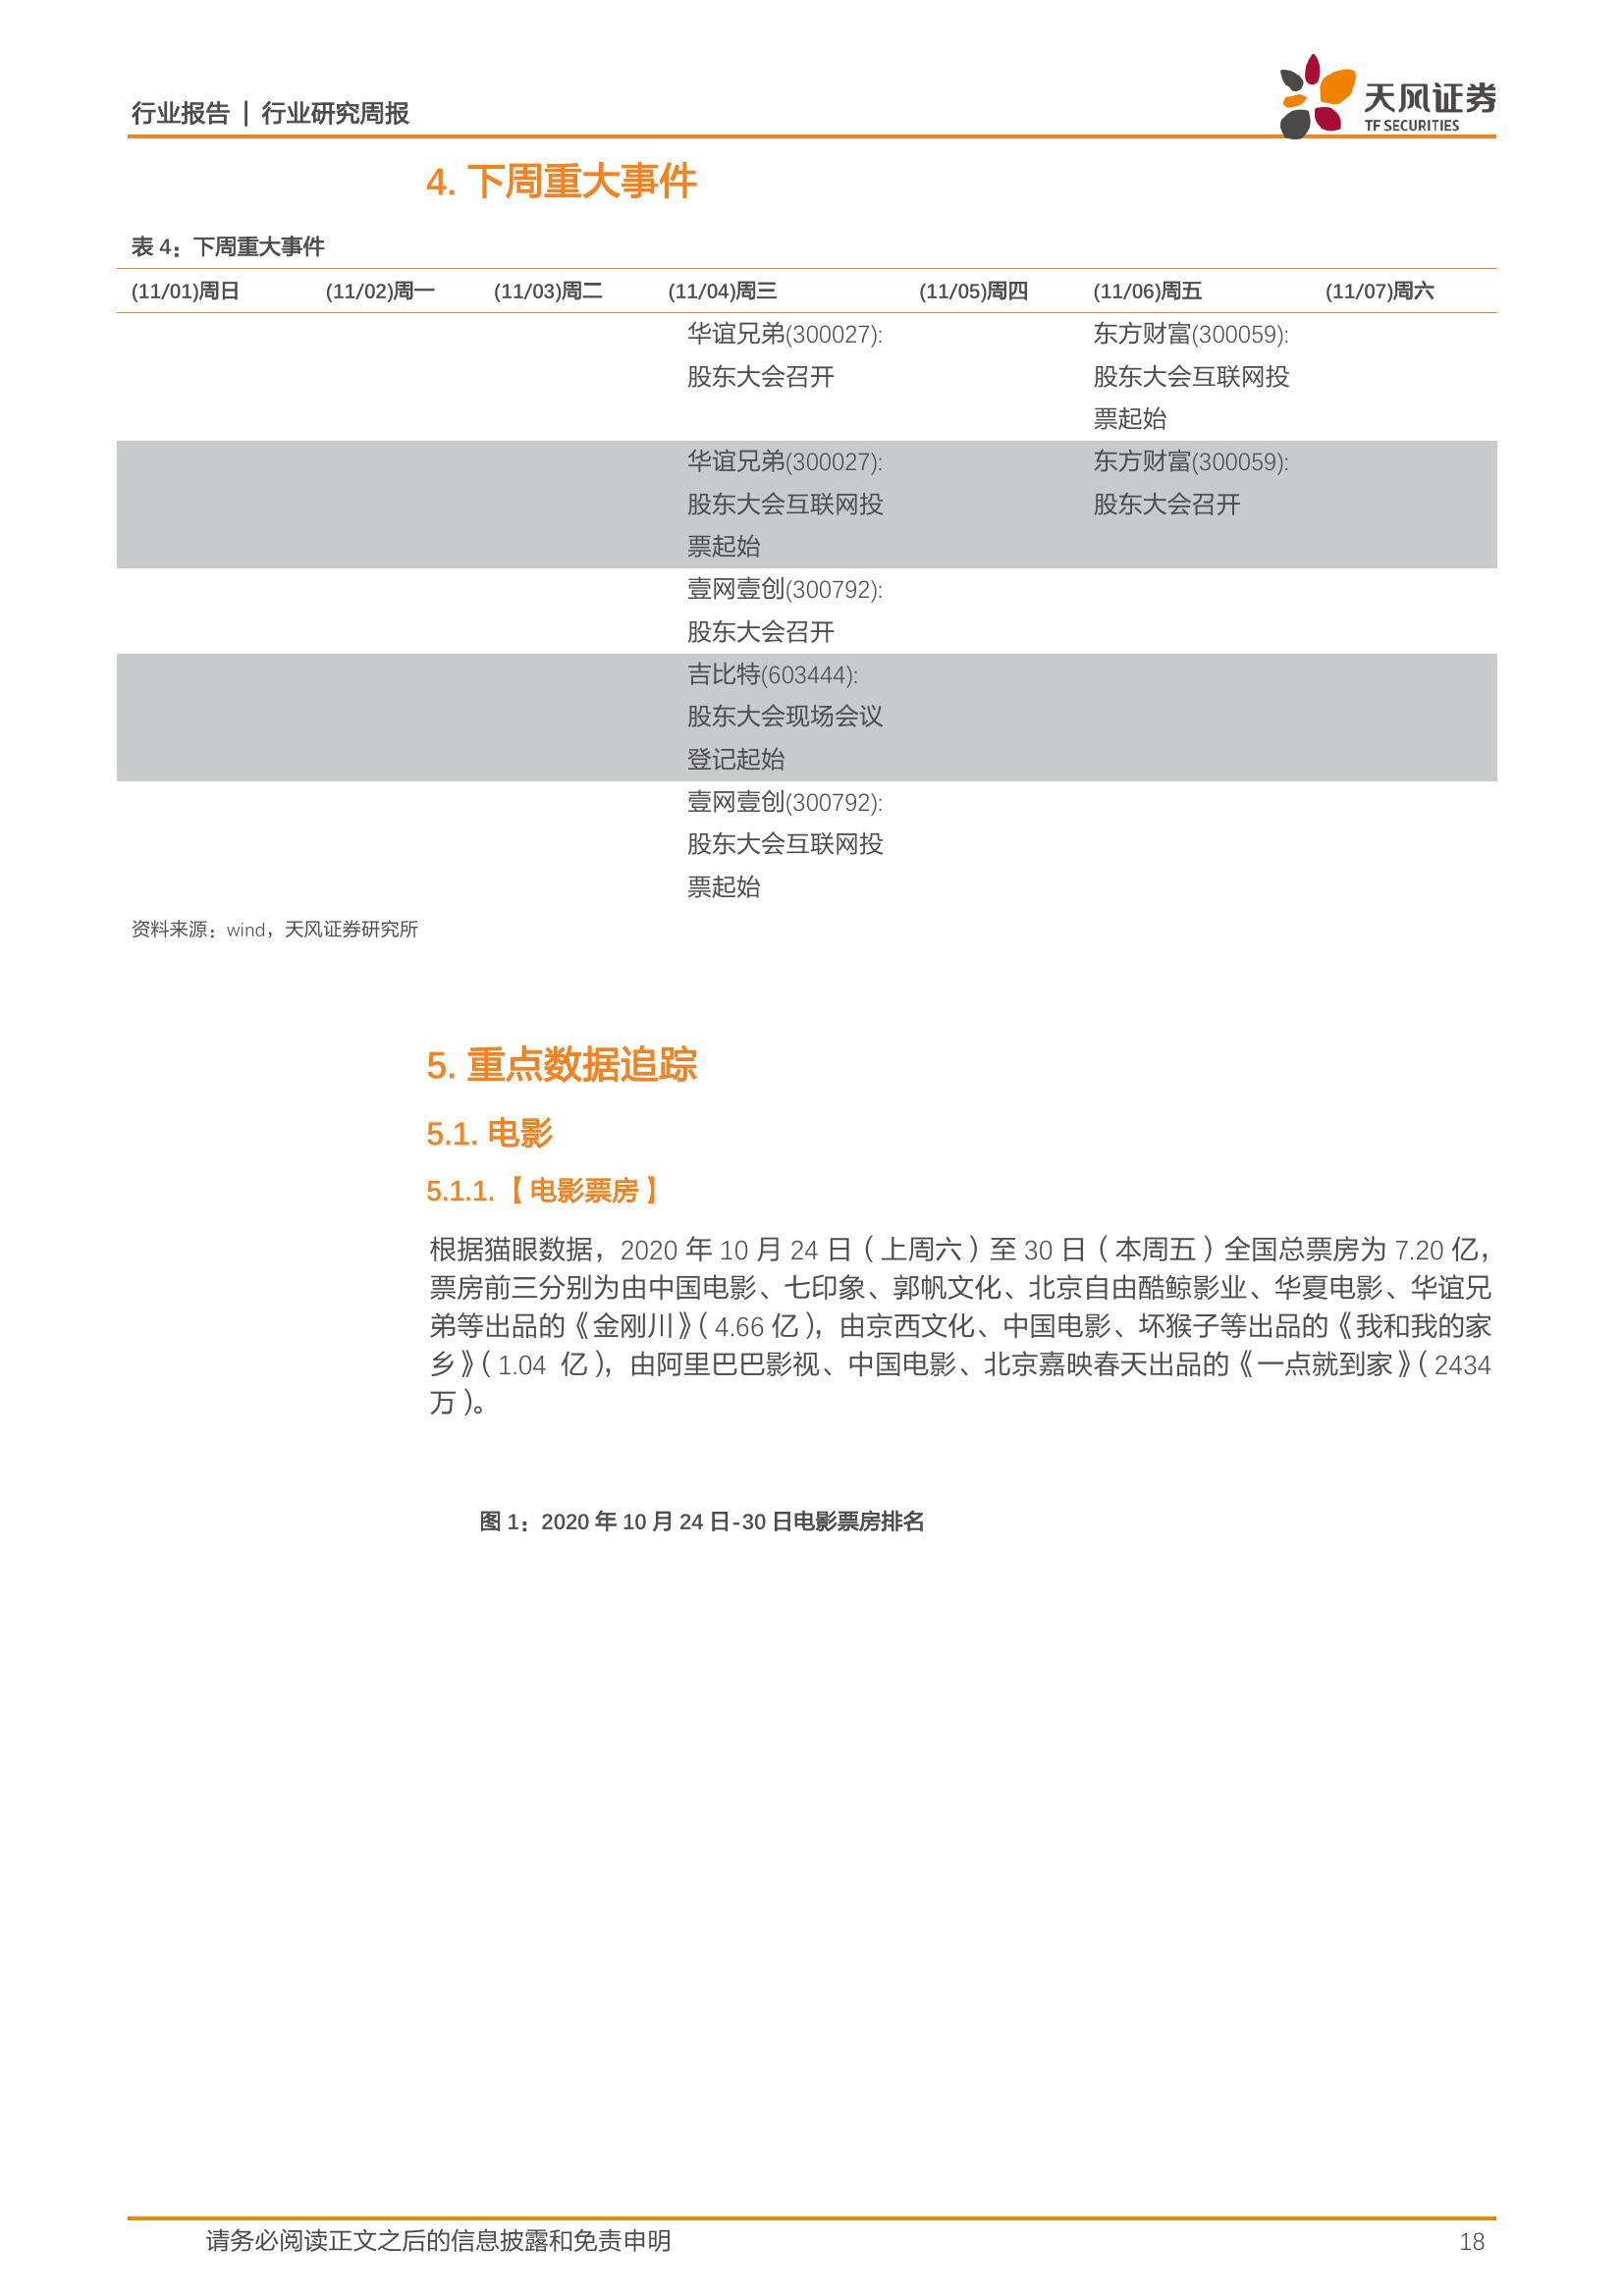 行业报告 | 行业研究周报
天风证券
TF SECURITIES
4. 下周重大事件
表 4：下周重大事件
(11/01)周日 (11/02)周一 (11/03)周二 (11/04)周三 (11/05)周四 (11/06)周五 (11/07)周六
华谊兄弟(300027): 东方财富(300059):
股东大会召开 股东大会互联网投
票起始
华谊兄弟(300027): 东方财富(300059):
股东大会互联网投 股东大会召开
票起始
壹网壹创(300792):
股东大会召开
吉比特(603444):
股东大会现场会议
登记起始
壹网壹创(300792):
股东大会互联网投
票起始
资料来源：wind，天风证券研究所
5. 重点数据追踪
5.1. 电影
5.1.1.【电影票房】
根据猫眼数据，2020 年 10 月 24 日（上周六）至 30 日（本周五）全国总票房为 7.20 亿，
票房前三分别为由中国电影、七印象、郭帆文化、北京自由酷鲸影业、华夏电影、华谊兄
弟等出品的《金刚川》（4.66 亿），由京西文化、中国电影、坏猴子等出品的《我和我的家
乡》（1.04 亿），由阿里巴巴影视、中国电影、北京嘉映春天出品的《一点就到家》（2434
万）。
图 1：2020 年 10 月 24 日-30 日电影票房排名
请务必阅读正文之后的信息披露和免责申明 18